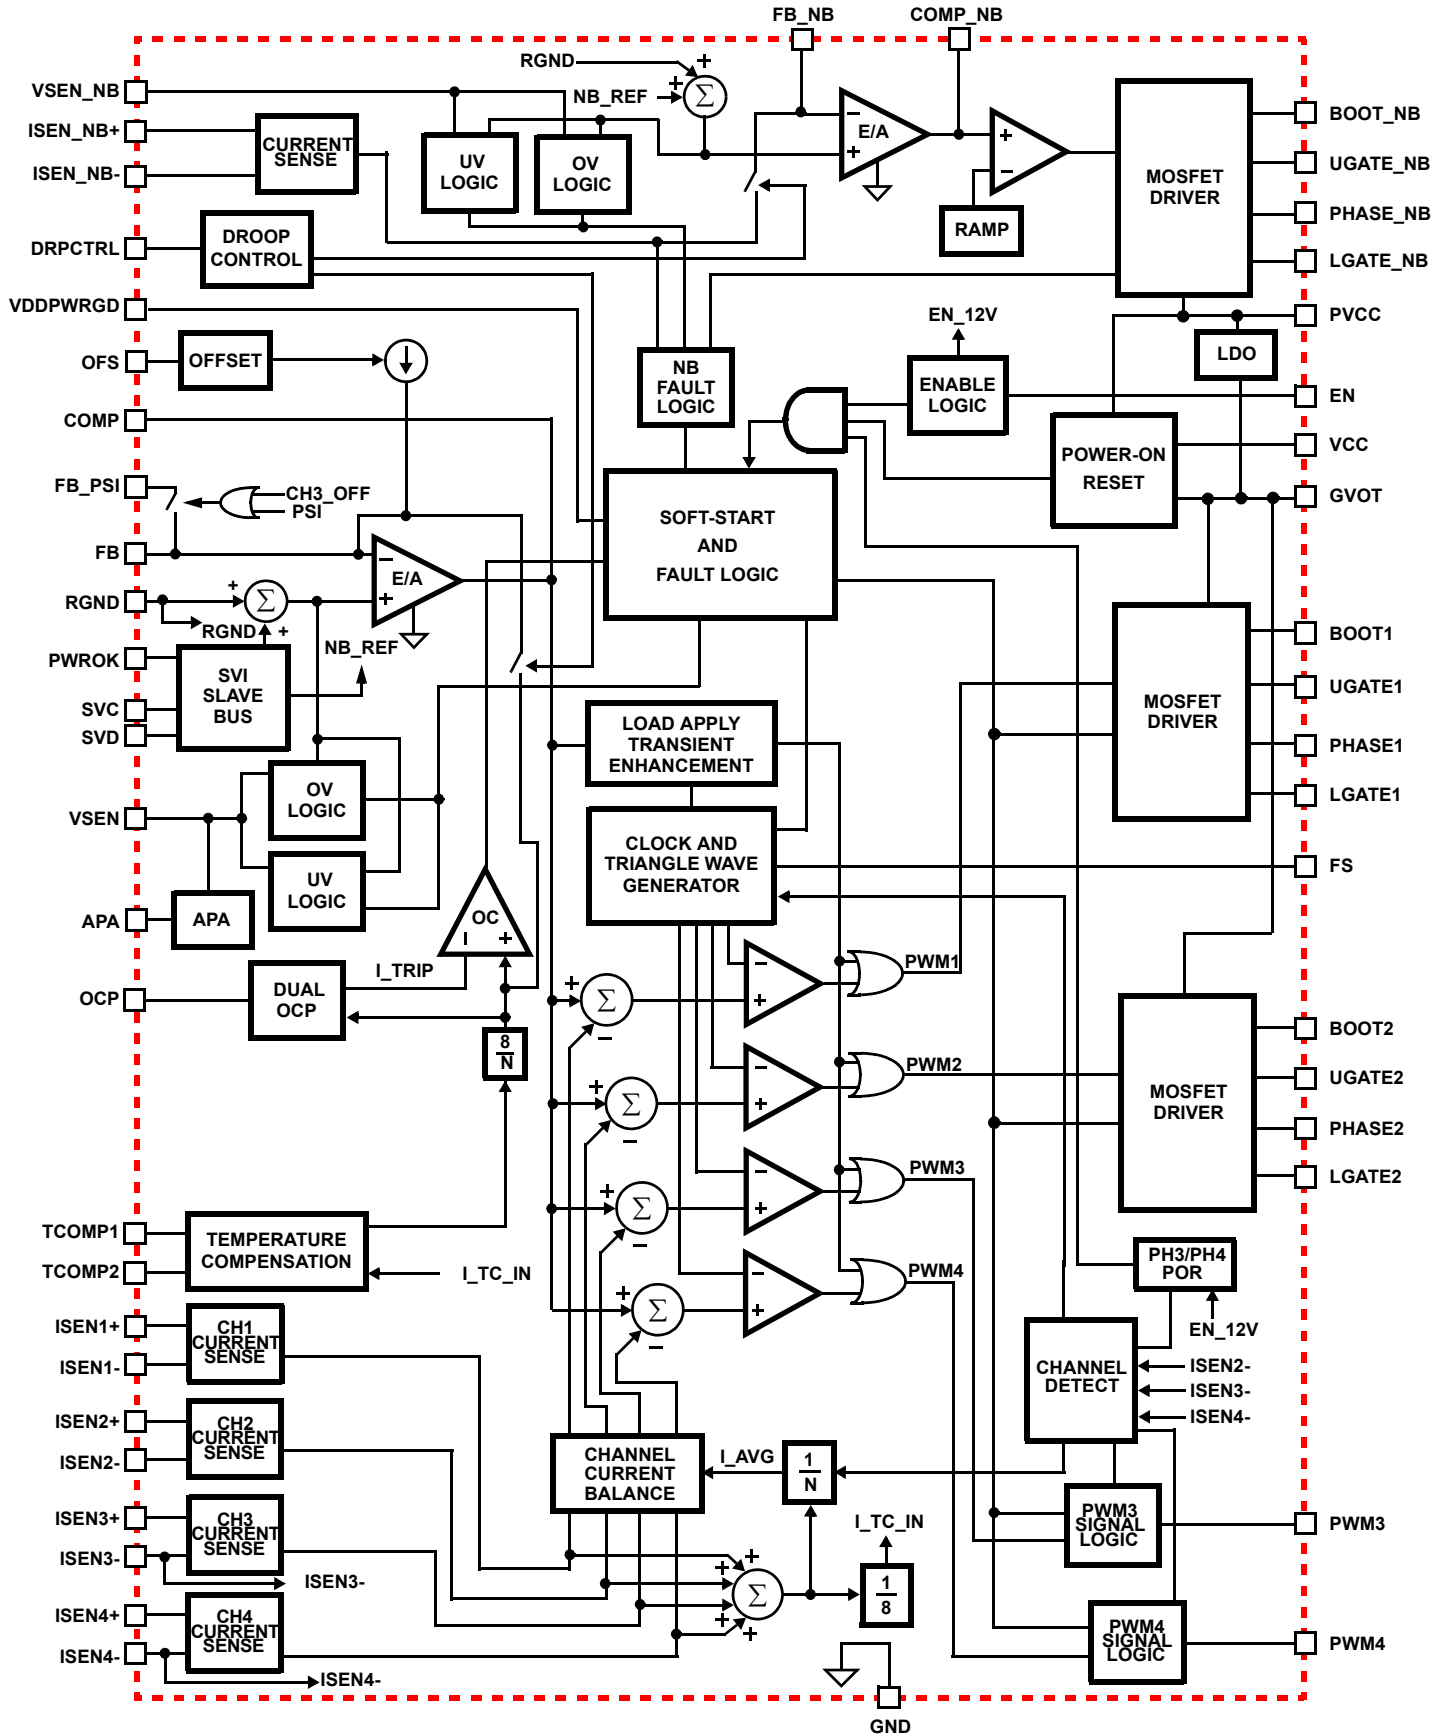 FB_NB
COMP_NB
RGND
+
VSEN_NB
NB_REF
+
Σ
ISEN_NB+
ISEN_NB-
CURRENT
SENSE
UV
LOGIC
OV
LOGIC
−
E/A
+
+
−
RAMP
MOSFET
DRIVER
BOOT_NB
UGATE_NB
PHASE_NB
LGATE_NB
DRPCTRL
DROOP
CONTROL
VDDPWRGD
EN_12V
PVCC
LDO
OFS
OFFSET
NB
FAULT
LOGIC
ENABLE
LOGIC
EN
COMP
POWER-ON
RESET
VCC
GVOT
FB_PSI
CH3_OFF
PSI
SOFT-START
AND
FAULT LOGIC
FB
−
E/A
+
RGND
+
Σ
RGND
+
NB_REF
PWROK
SVC
SVD
SVI
SLAVE
BUS
MOSFET
DRIVER
BOOT1
UGATE1
PHASE1
LGATE1
LOAD APPLY
TRANSIENT
ENHANCEMENT
OV
LOGIC
VSEN
UV
LOGIC
CLOCK AND
TRIANGLE WAVE
GENERATOR
FS
APA
APA
OC
−
+
I_TRIP
OCP
DUAL
OCP
8
N
+
Σ
−
−
+
PWM1
+
Σ
−
−
+
PWM2
MOSFET
DRIVER
BOOT2
UGATE2
PHASE2
LGATE2
+
Σ
−
−
+
PWM3
TCOMP1
TCOMP2
TEMPERATURE
COMPENSATION
I_TC_IN
+
Σ
−
−
+
PWM4
PH3/PH4
POR
EN_12V
ISEN1+
ISEN1-
CH1
CURRENT
SENSE
CHANNEL
DETECT
ISEN2-
ISEN3-
ISEN4-
ISEN2+
ISEN2-
CH2
CURRENT
SENSE
CHANNEL
CURRENT
BALANCE
I_AVG
1
N
ISEN3+
ISEN3-
CH3
CURRENT
SENSE
ISEN3-
I_TC_IN
PWM3
SIGNAL
LOGIC
PWM3
+
+
+
+
Σ
1
8
ISEN4+
ISEN4-
CH4
CURRENT
SENSE
ISEN4-
PWM4
SIGNAL
LOGIC
PWM4
GND